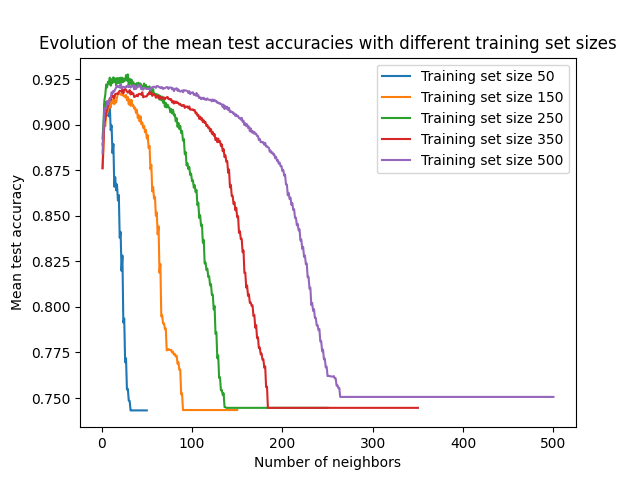 Evolution of the mean test accuracies with different training set sizes
Training set size 50
Training set size 150
Training set size 250
Training set size 350
Training set size 500
Mean test accuracy
0.925
0.900
0.875
0.850
0.825
0.800
0.775
0.750
0 100 200 300 400 500
Number of neighbors